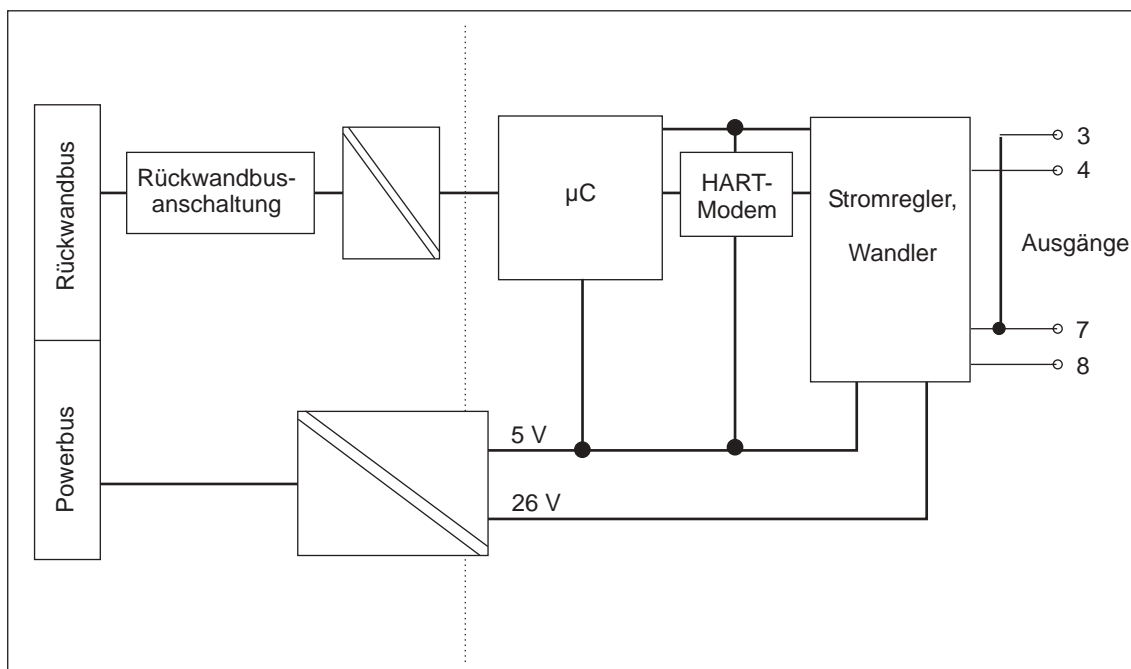 Rückwandbus
Powerbus
Rückwandbus-
anschaltung
µC
HART-
Modem
Stromregler,
Wandler
3
4
Ausgänge
7
8
5 V
26 V